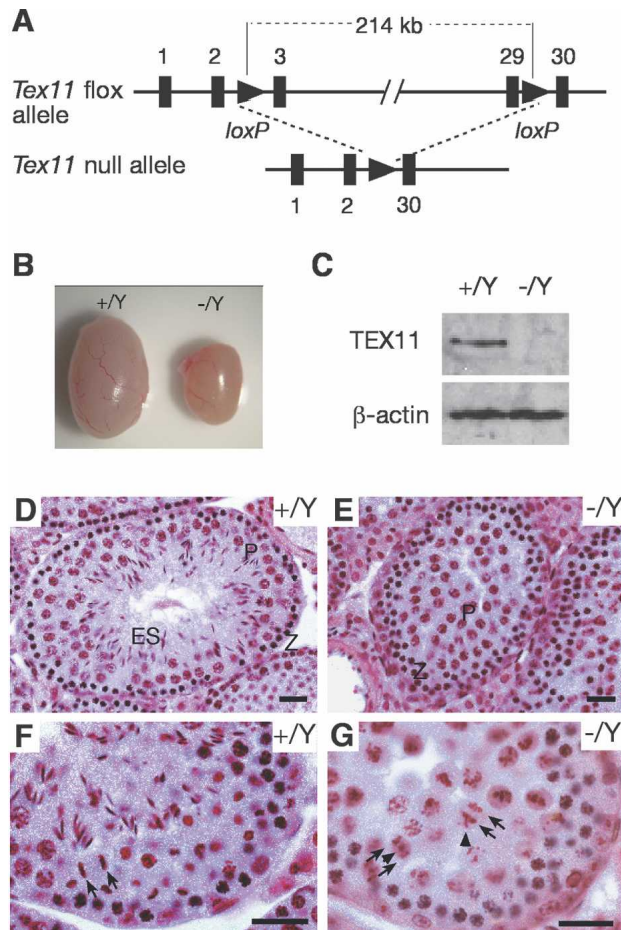 A
214 kb
1 2 3 29 30
Tex11 flox
allele
loxP loxP
Tex11 null allele
1 2 30
B
+/Y -/Y
C
+/Y -/Y
TEX11
β-actin
D +/Y
P
ES
Z
E -/Y
P
Z
F +/Y
G -/Y